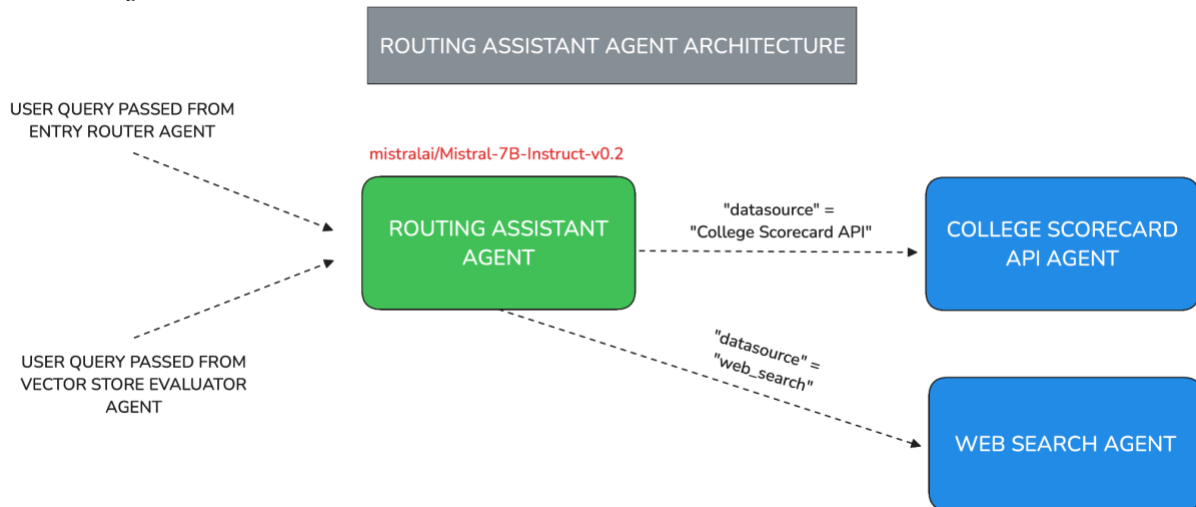 ROUTING ASSISTANT AGENT ARCHITECTURE
USER QUERY PASSED FROM
ENTRY ROUTER AGENT
mistralai/Mistral-7B-Instruct-v0.2
ROUTING ASSISTANT
AGENT
"datasource" =
"College Scorecard API"
COLLEGE SCORECARD
API AGENT
USER QUERY PASSED FROM
VECTOR STORE EVALUATOR
AGENT
"datasource" =
"web_search"
WEB SEARCH AGENT